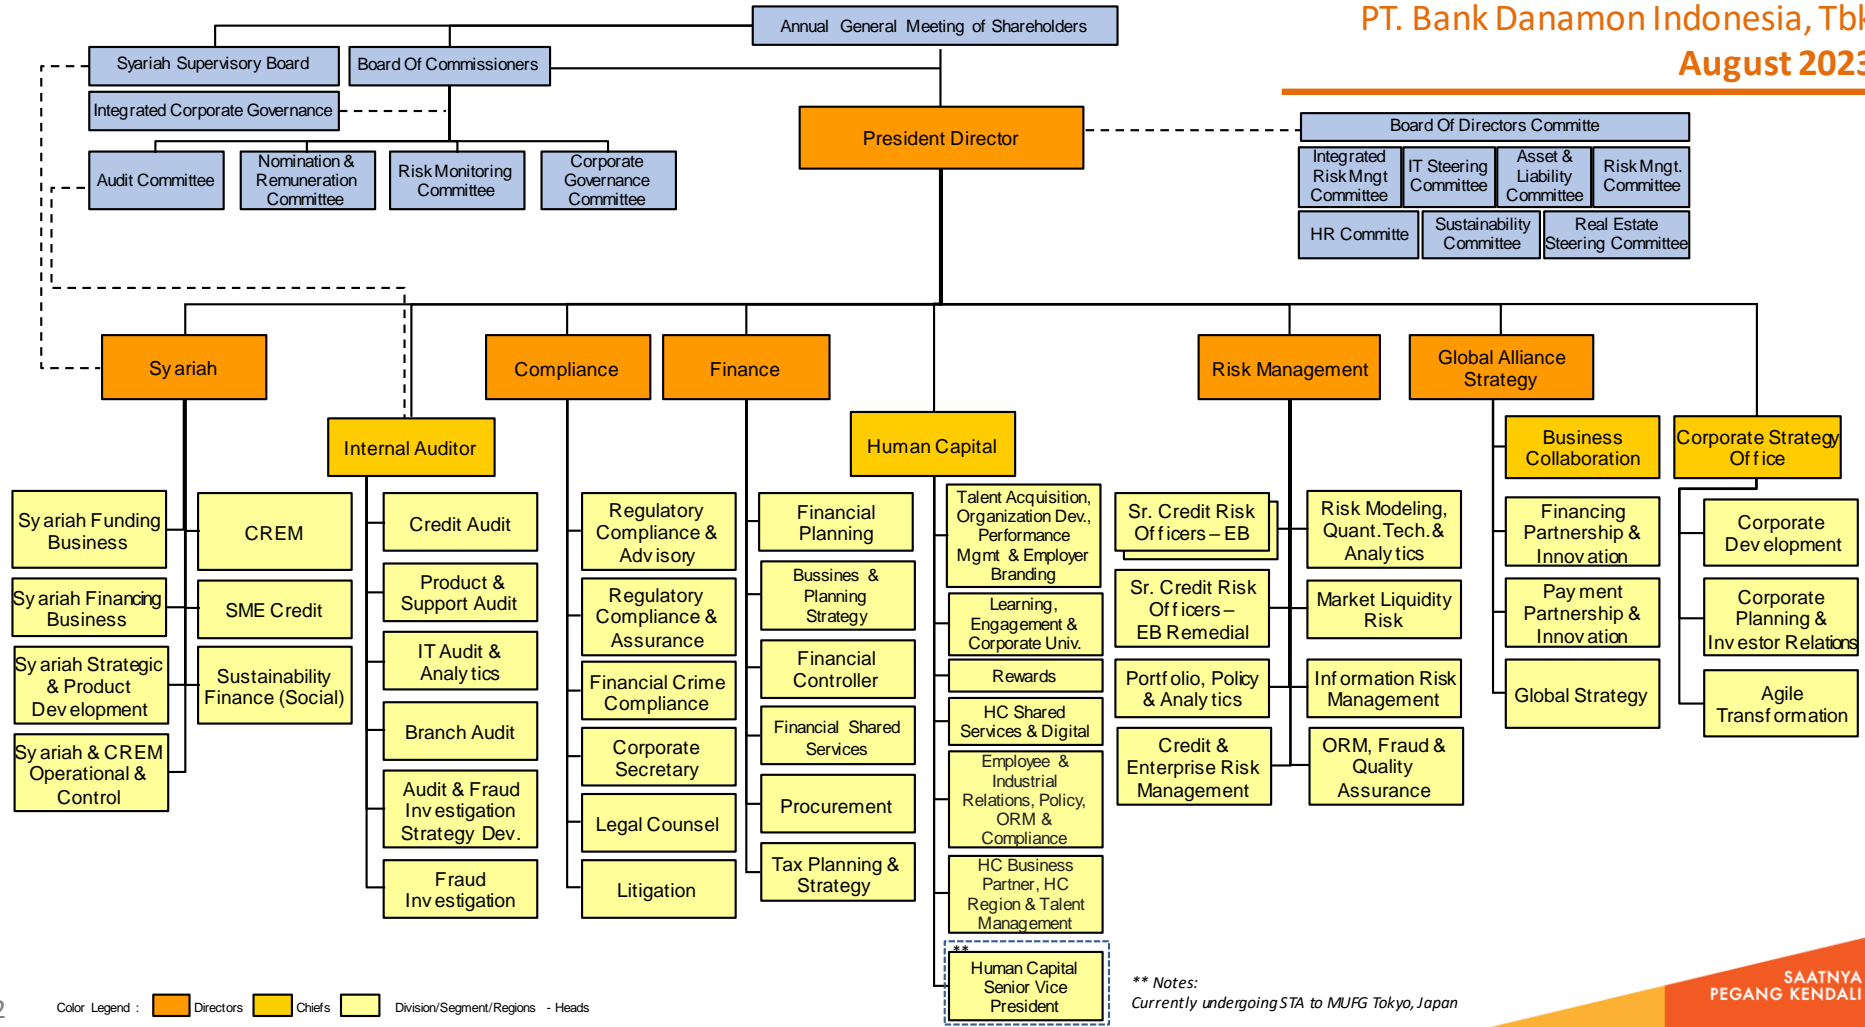 PT. Bank Danamon Indonesia, Tbk
August 2023
Annual General Meeting of Shareholders
Syariah Supervisory Board
Board Of Commissioners
Integrated Corporate Governance
President Director
Board Of Directors Committe
Audit Committee
Nomination &
Remuneration
Committee
Risk Monitoring
Committee
Corporate
Governance
Committee
Integrated
Risk Mngt
Committee
IT Steering
Committee
Asset &
Liability
Committee
Risk Mngt.
Committee
HR Committe
Sustainability
Committee
Real Estate
Steering Committee
Syariah
Compliance
Finance
Risk Management
Global Alliance
Strategy
Internal Auditor
Human Capital
Business
Collaboration
Corporate Strategy
Office
Syariah Funding
Business
Syariah Financing
Business
Syariah Strategic
& Product
Development
Syariah & CREM
Operational &
Control
CREM
SME Credit
Sustainability
Finance (Social)
Credit Audit
Product &
Support Audit
IT Audit &
Analytics
Branch Audit
Audit & Fraud
Investigation
Strategy Dev.
Fraud
Investigation
Regulatory
Compliance &
Advisory
Regulatory
Compliance &
Assurance
Financial Crime
Compliance
Corporate
Secretary
Legal Counsel
Litigation
Financial
Planning
Bussines &
Planning
Strategy
Financial
Controller
Financial Shared
Services
Procurement
Tax Planning &
Strategy
Talent Acquisition,
Organization Dev.,
Performance
Mgmt & Employer
Branding
Learning,
Engagement &
Corporate Univ.
Rewards
HC Shared
Services & Digital
Employee &
Industrial
Relations, Policy,
ORM &
Compliance
HC Business
Partner, HC
Region & Talent
Management
**
Human Capital
Senior Vice
President
Sr. Credit Risk
Officers – EB
Sr. Credit Risk
Officers –
EB Remedial
Portfolio, Policy
& Analytics
Credit &
Enterprise Risk
Management
Risk Modeling,
Quant.Tech.&
Analytics
Market Liquidity
Risk
Information Risk
Management
ORM, Fraud &
Quality
Assurance
Financing
Partnership &
Innovation
Payment
Partnership &
Innovation
Global Strategy
Corporate
Development
Corporate
Planning &
Investor Relations
Agile
Transformation
** Notes:
Currently undergoing STA to MUFG Tokyo, Japan
2
Color Legend :
Directors
Chiefs
Division/Segment/Regions - Heads
SAATNYA
PEGANG KENDALI